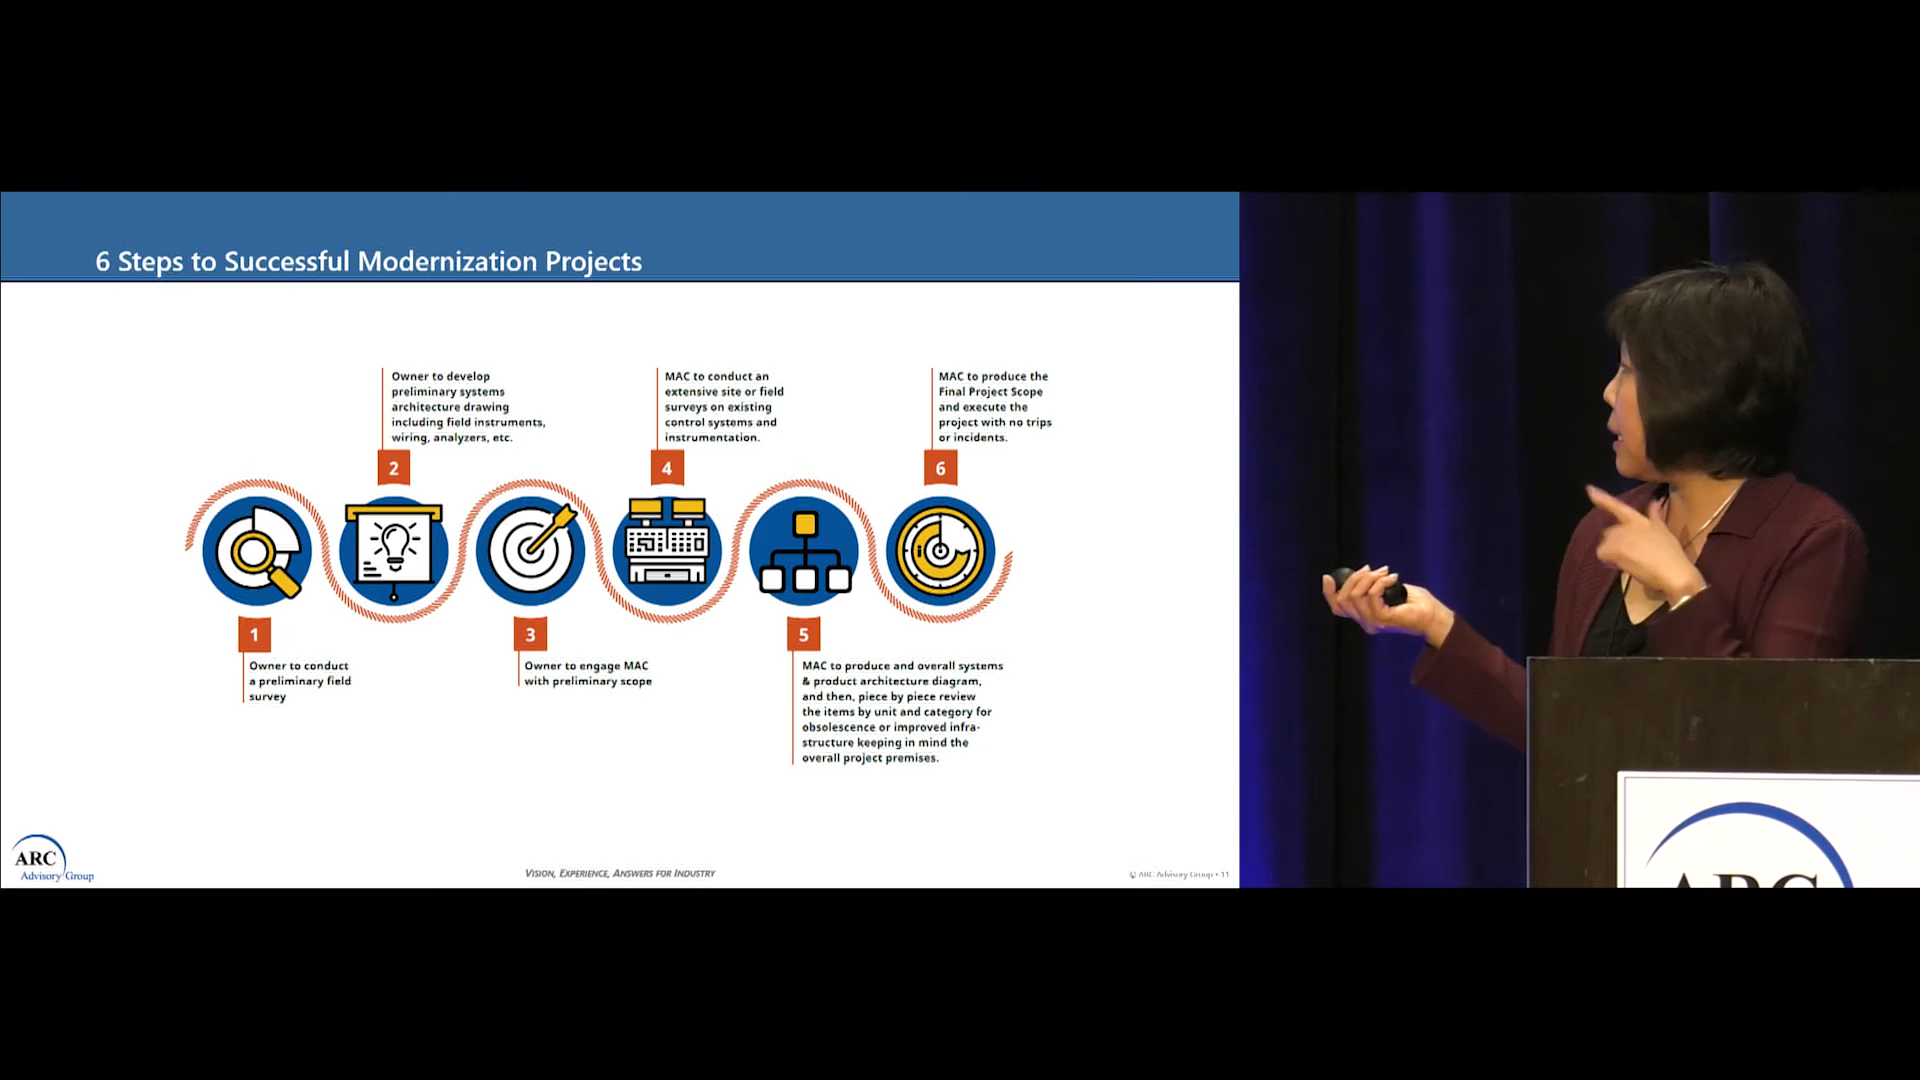 6 Steps to Successful Modernization Projects
Owner to develop
preliminary systems
architecture drawing
including field instruments,
wiring, analyzers, etc.
MAC to conduct an
extensive site or field
surveys on existing
control systems and
instrumentation.
MAC to produce the
Final Project Scope
and execute the
project with no trips
or incidents.
2
4
6
1
3
5
Owner to conduct
a preliminary field
survey
Owner to engage MAC
with preliminary scope
MAC to produce and overall systems
& product architecture diagram,
and then, piece by piece review
the items by unit and category for
obsolescence or improved infra-
structure keeping in mind the
overall project premises.
ARC
Advisory Group
VISION, EXPERIENCE, ANSWERS FOR INDUSTRY
© ARC Advisory Group • 11
ARC